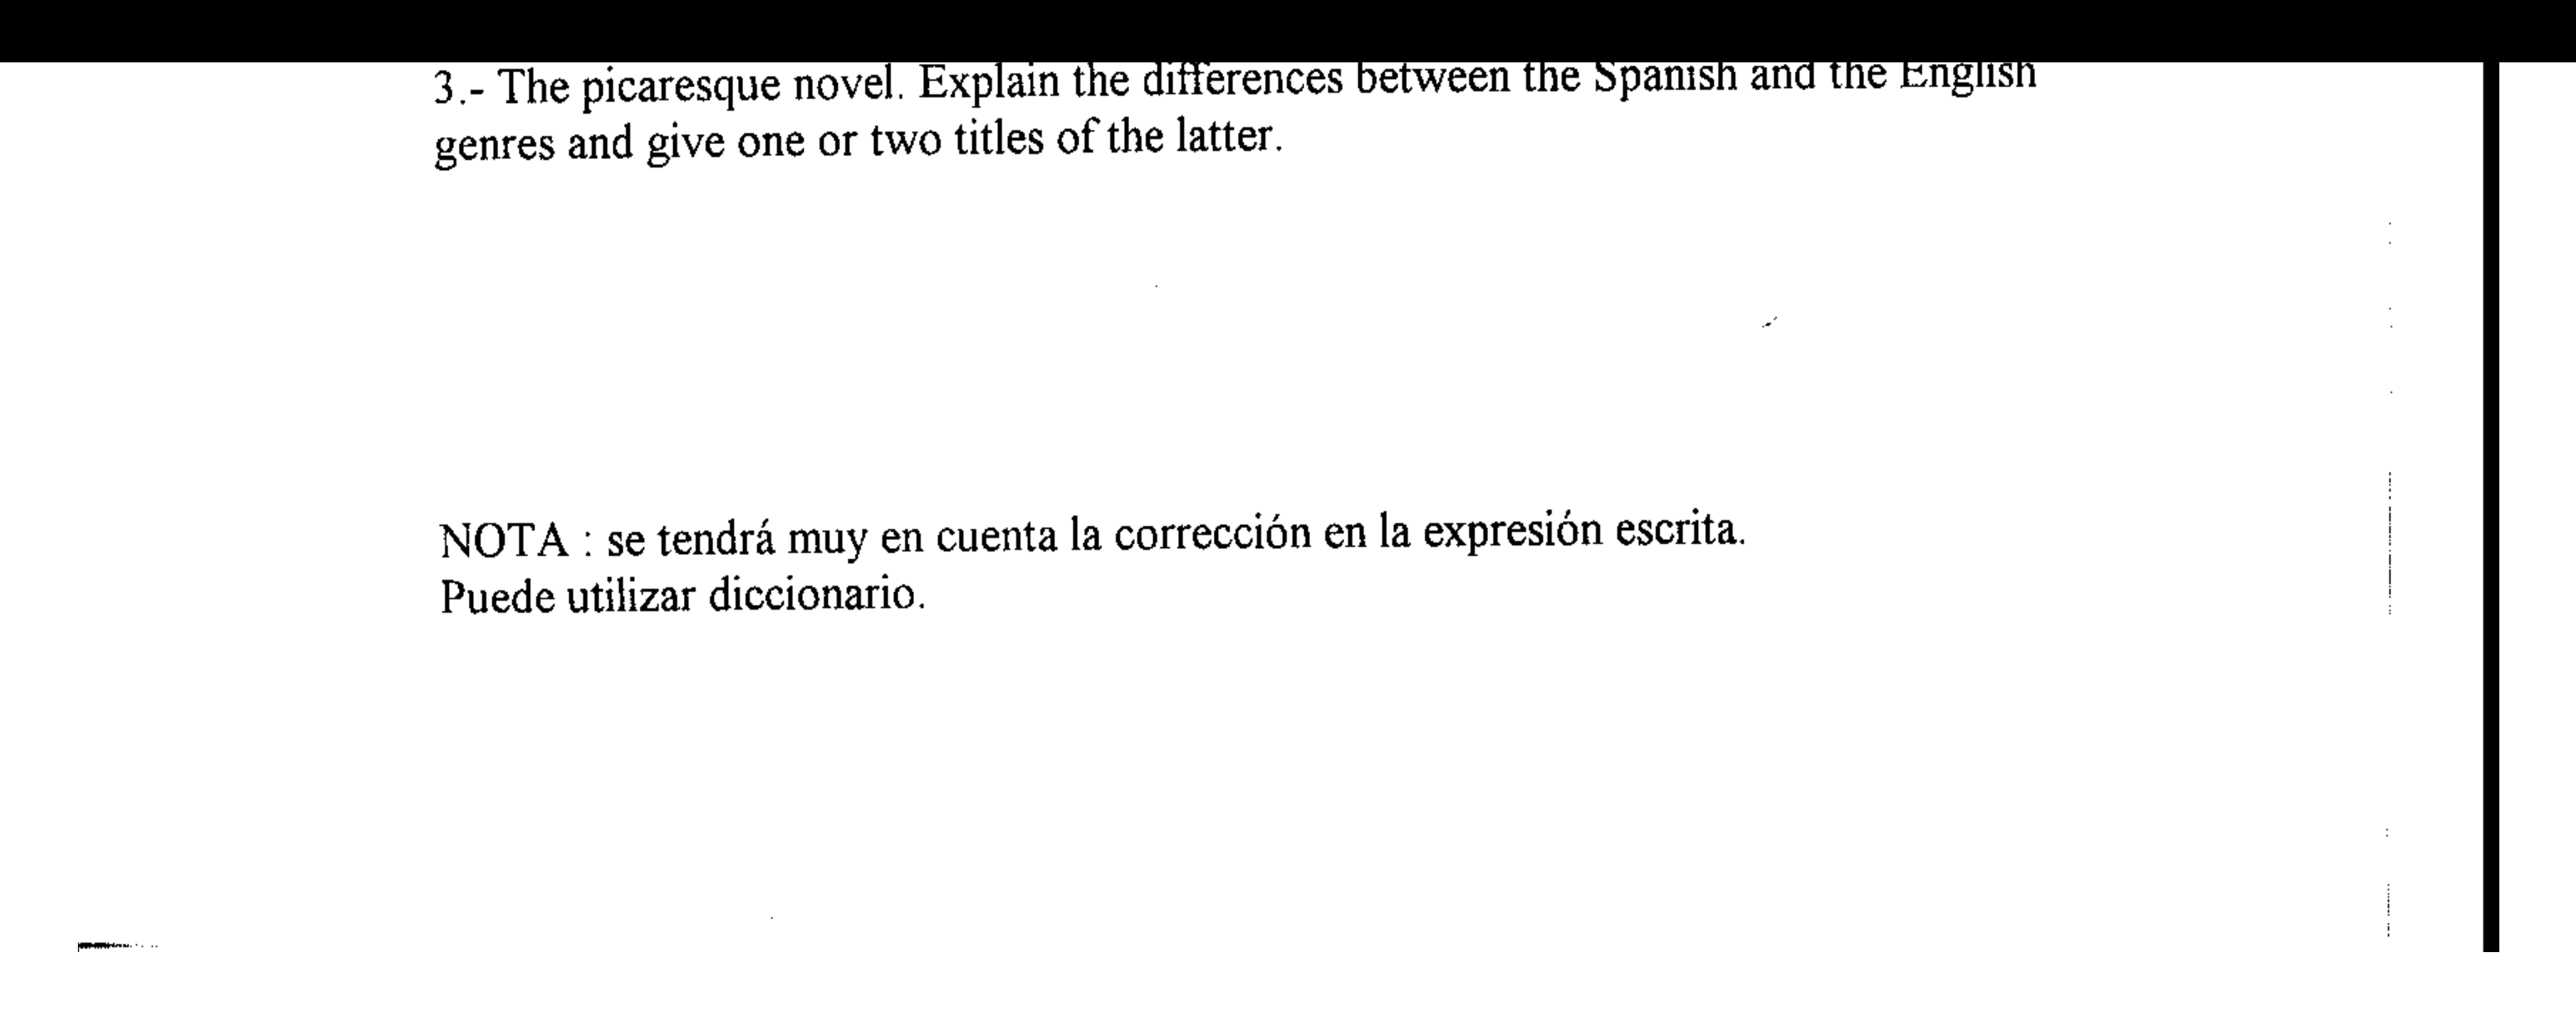 3.- The picaresque novel. Explain the differences between the Spanish and the English
genres and give one or two titles of the latter.
NOTA : se tendrá muy en cuenta la corrección en la expresión escrita.
Puede utilizar diccionario.